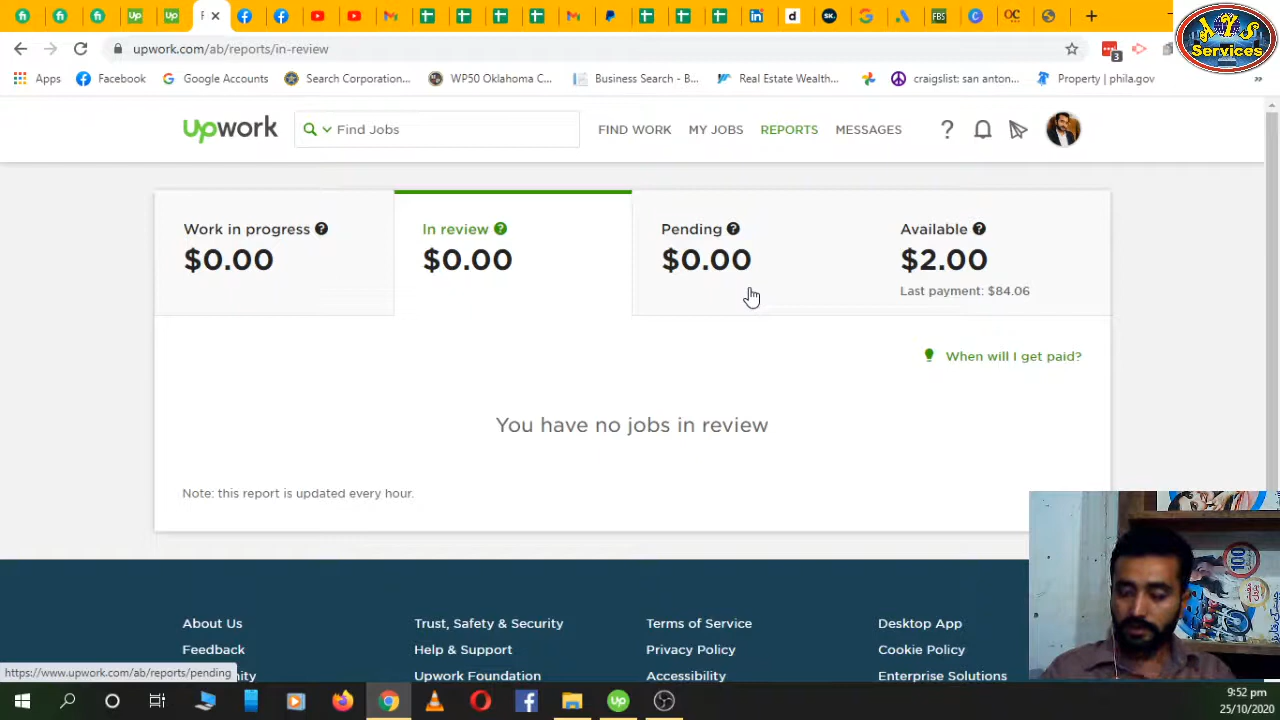 upwork.com/ab/reports/in-review
3
AYS
Services
Apps
Facebook
Google Accounts
Search Corporation...
WP50 Oklahoma C...
Business Search - B...
Real Estate Wealth...
craigslist: san anton...
Property | phila.gov
»
upwork
Find Jobs
FIND WORK
MY JOBS
REPORTS
MESSAGES
?
Work in progress ?
$0.00
In review ?
$0.00
Pending ?
$0.00
Available ?
$2.00
Last payment: $84.06
When will I get paid?
You have no jobs in review
Note: this report is updated every hour.
100
About Us
Trust, Safety & Security
Terms of Service
Desktop App
Feedback
Help & Support
Privacy Policy
Cookie Policy
https://www.upwork.com/ab/reports/pending
Upwork Foundation
Accessibility
Enterprise Solutions
9:52 pm
25/10/2020